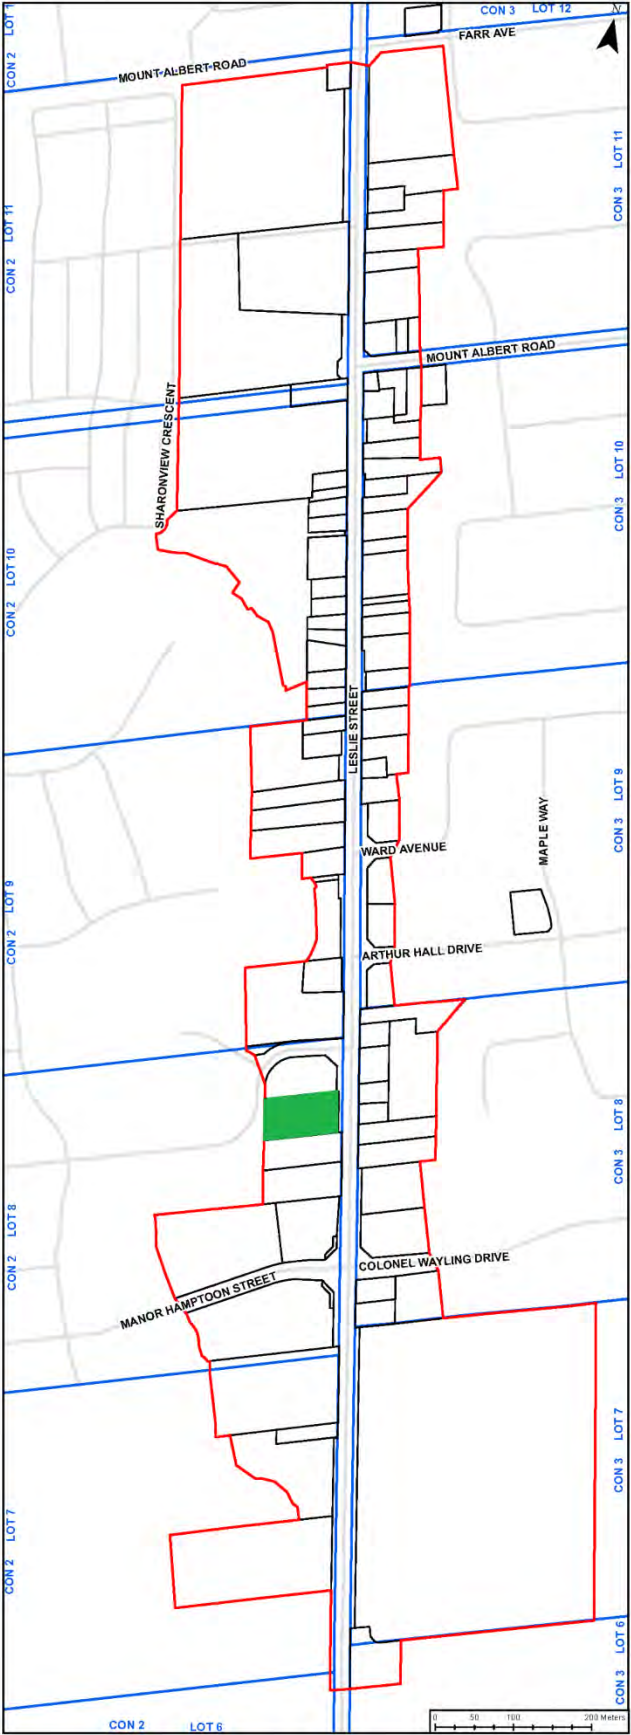 CON 3 LOT 12
N
LOT 1
CON 2
FARR AVE
MOUNT ALBERT ROAD
LOT 11
CON 3
LOT 11
CON 2
MOUNT ALBERT ROAD
SHARONVIEW CRESCENT
LOT 10
CON 3
LOT 10
CON 2
LESLIE STREET
LOT 9
CON 3
MAPLE WAY
WARD AVENUE
LOT 9
CON 2
ARTHUR HALL DRIVE
LOT 8
CON 3
LOT 8
CON 2
COLONEL WAYLING DRIVE
MANOR HAMPTOON STREET
LOT 7
CON 3
LOT 7
CON 2
LOT 6
CON 3
CON 2 LOT 6
0 50 100 200 Meters